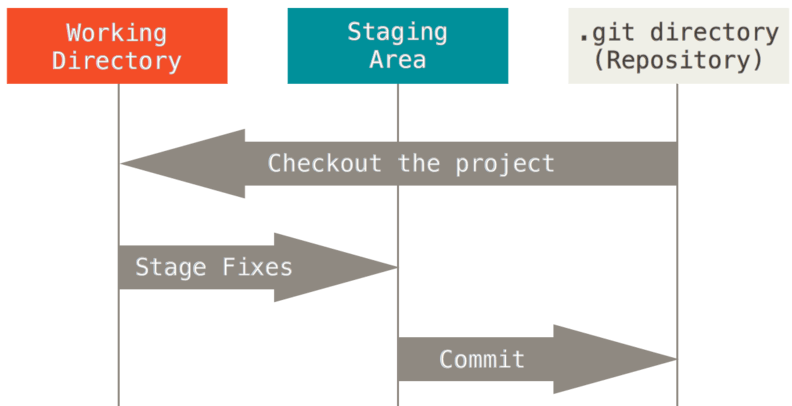 Working
Directory
Staging
Area
.git directory
(Repository)
Checkout the project
Stage Fixes
Commit